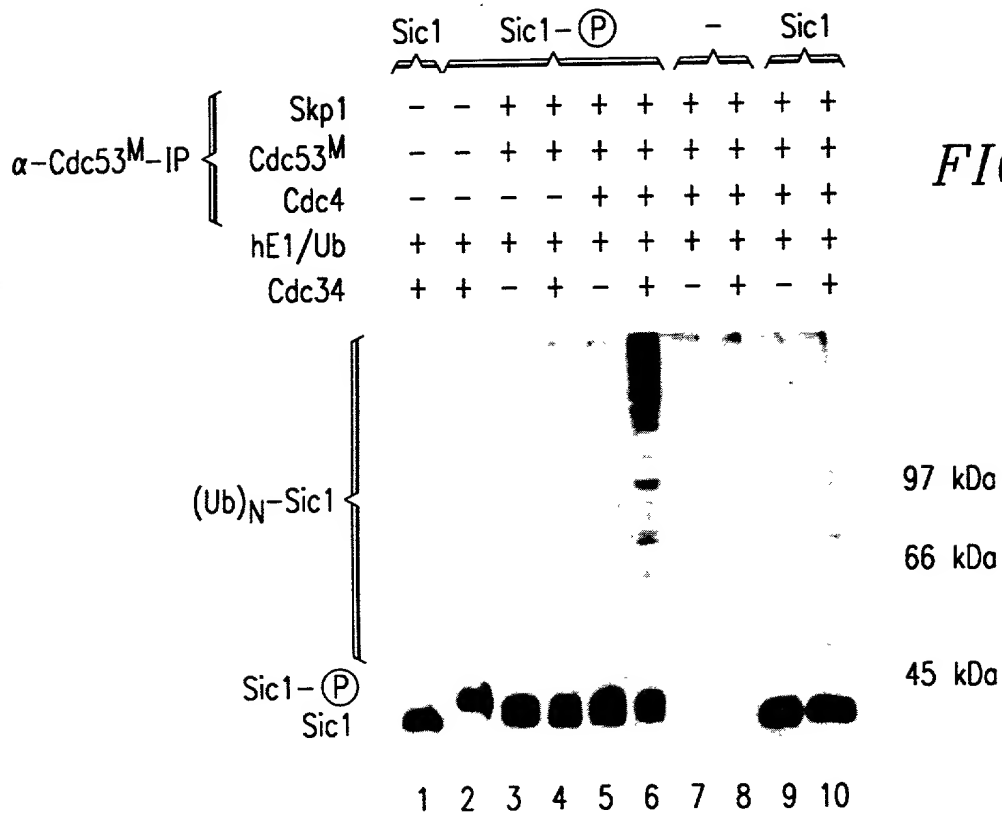 Sic1 Sic1-Ⓟ - Sic1
Skp1 - - + + + + + + + +
α-Cdc53ᴹ-IP Cdc53ᴹ - - + + + + + + + +
Cdc4 - - - - + + + + + +
hE1/Ub + + + + + + + + + +
Cdc34 + + - + - + - + - +
FI
(Ub)N-Sic1
97 kDa
66 kDa
45 kDa
Sic1-Ⓟ
Sic1
1 2 3 4 5 6 7 8 9 10